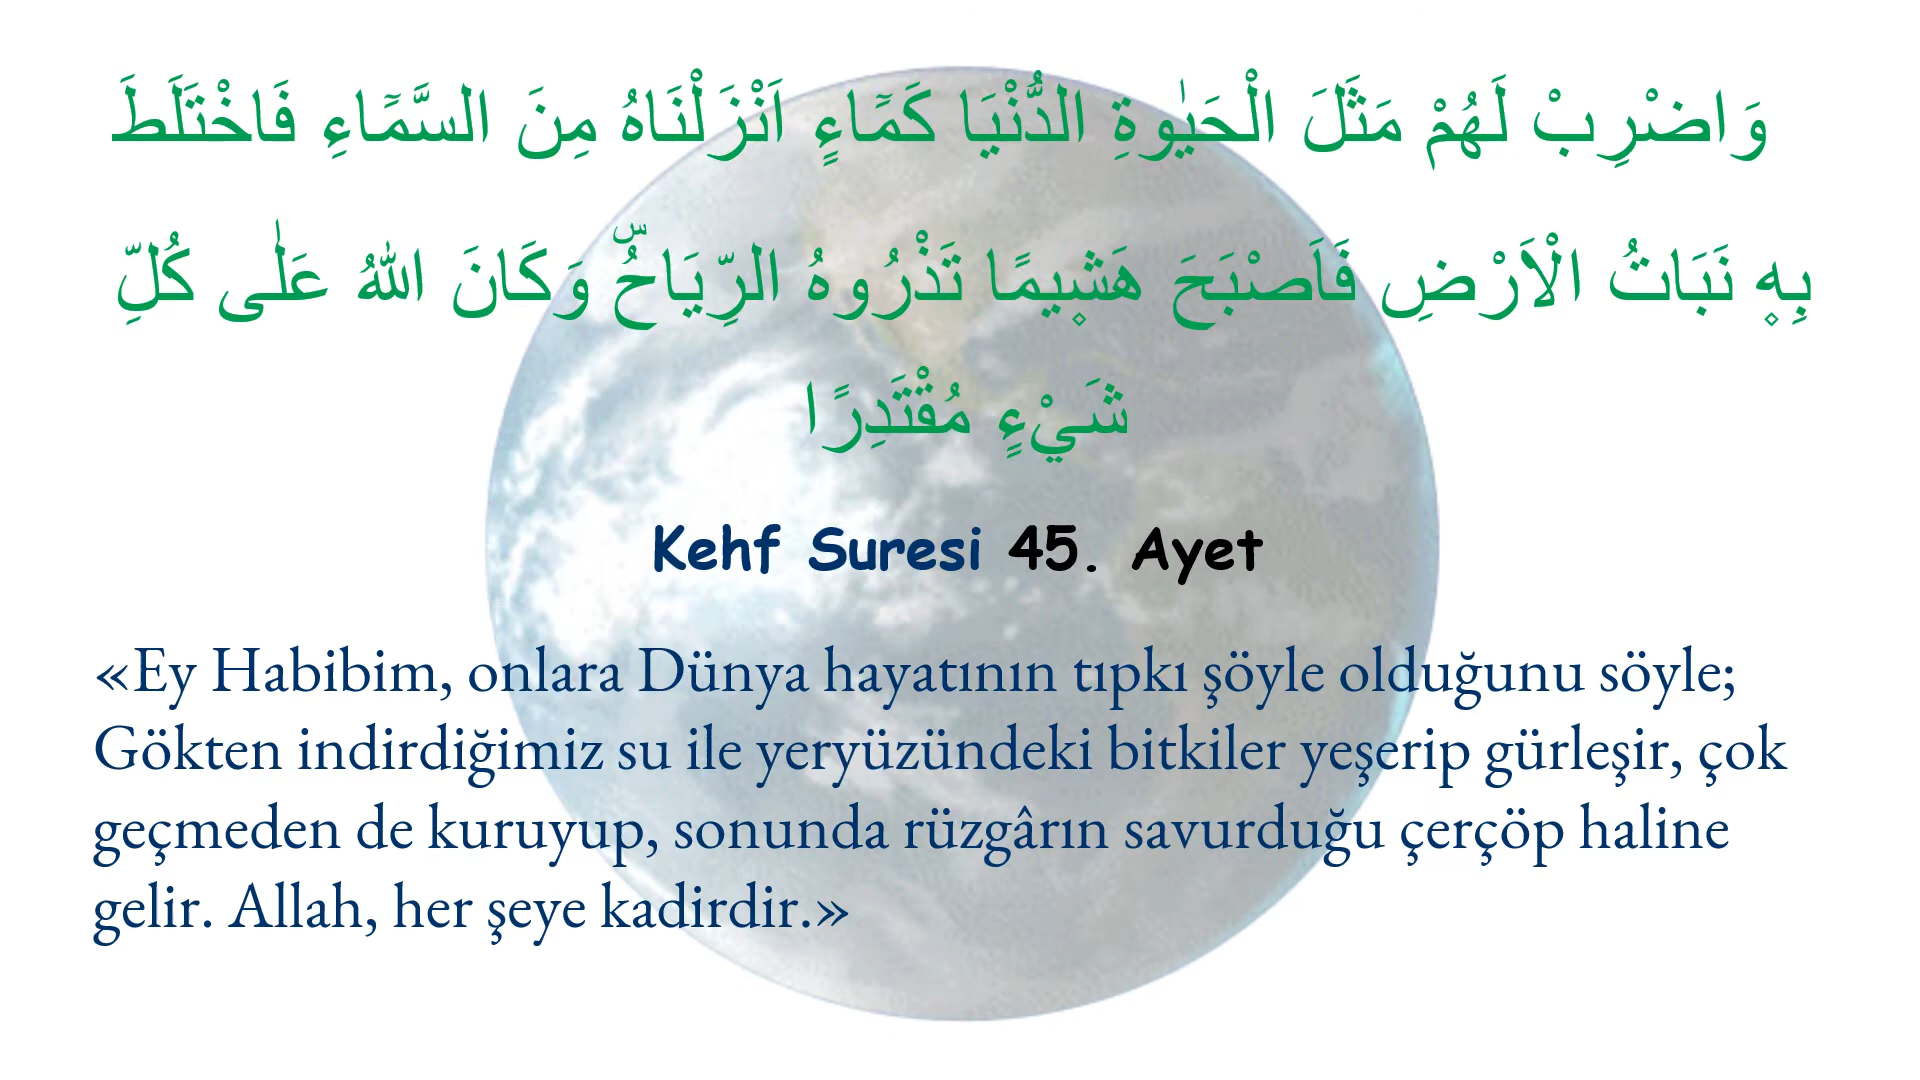 وَاضْرِبْ لَهُمْ مَثَلَ الْحَيٰوةِ الدُّنْيَا كَمَٓاءٍ اَنْزَلْنَاهُ مِنَ السَّمَٓاءِ فَاخْتَلَطَ
بِه۪ نَبَاتُ الْاَرْضِ فَاَصْبَحَ هَش۪يمًا تَذْرُوهُ الرِّيَاحُۜ وَكَانَ اللّٰهُ عَلٰى كُلِّ
شَيْءٍ مُقْتَدِرًا
Kehf Suresi 45. Ayet
«Ey Habibim, onlara Dünya hayatının tıpkı şöyle olduğunu söyle;
Gökten indirdiğimiz su ile yeryüzündeki bitkiler yeşerip gürleşir, çok
geçmeden de kuruyup, sonunda rüzgârın savurduğu çerçöp haline
gelir. Allah, her şeye kadirdir.»